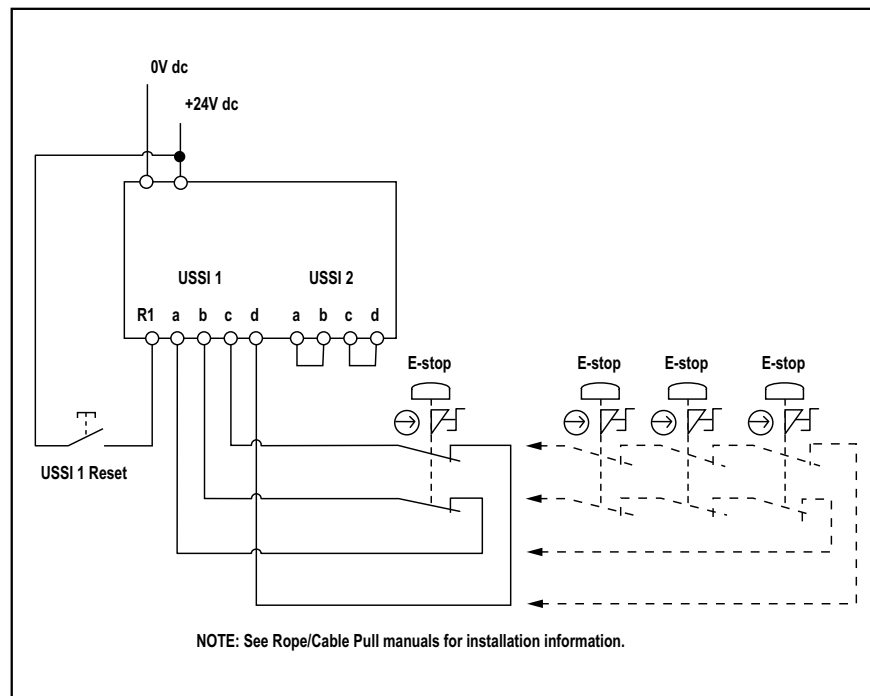 0V dc
+24V dc
USSI 1 USSI 2
R1 a b c d a b c d
E-stop E-stop E-stop E-stop
USSI 1 Reset
NOTE: See Rope/Cable Pull manuals for installation information.